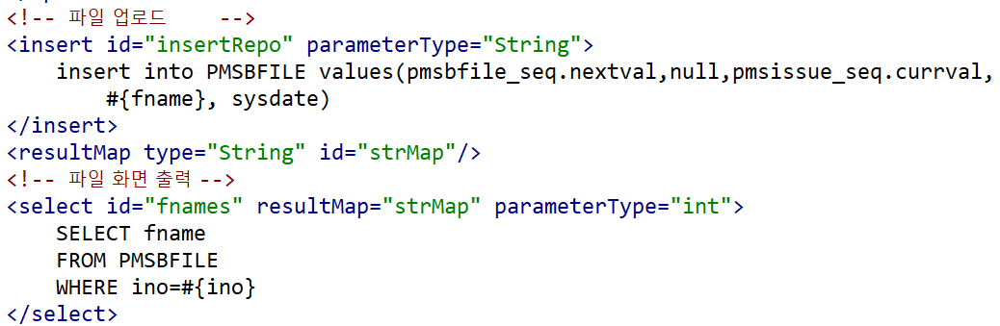 <!-- 파일 업로드    -->
<insert id="insertRepo" parameterType="String">
    insert into PMSBFILE values(pmsbfile_seq.nextval,null,pmsissue_seq.currval,
        #{fname}, sysdate)
</insert>
<resultMap type="String" id="strMap"/>
<!-- 파일 화면 출력 -->
<select id="fnames" resultMap="strMap" parameterType="int">
    SELECT fname
    FROM PMSBFILE
    WHERE ino=#{ino}
</select>